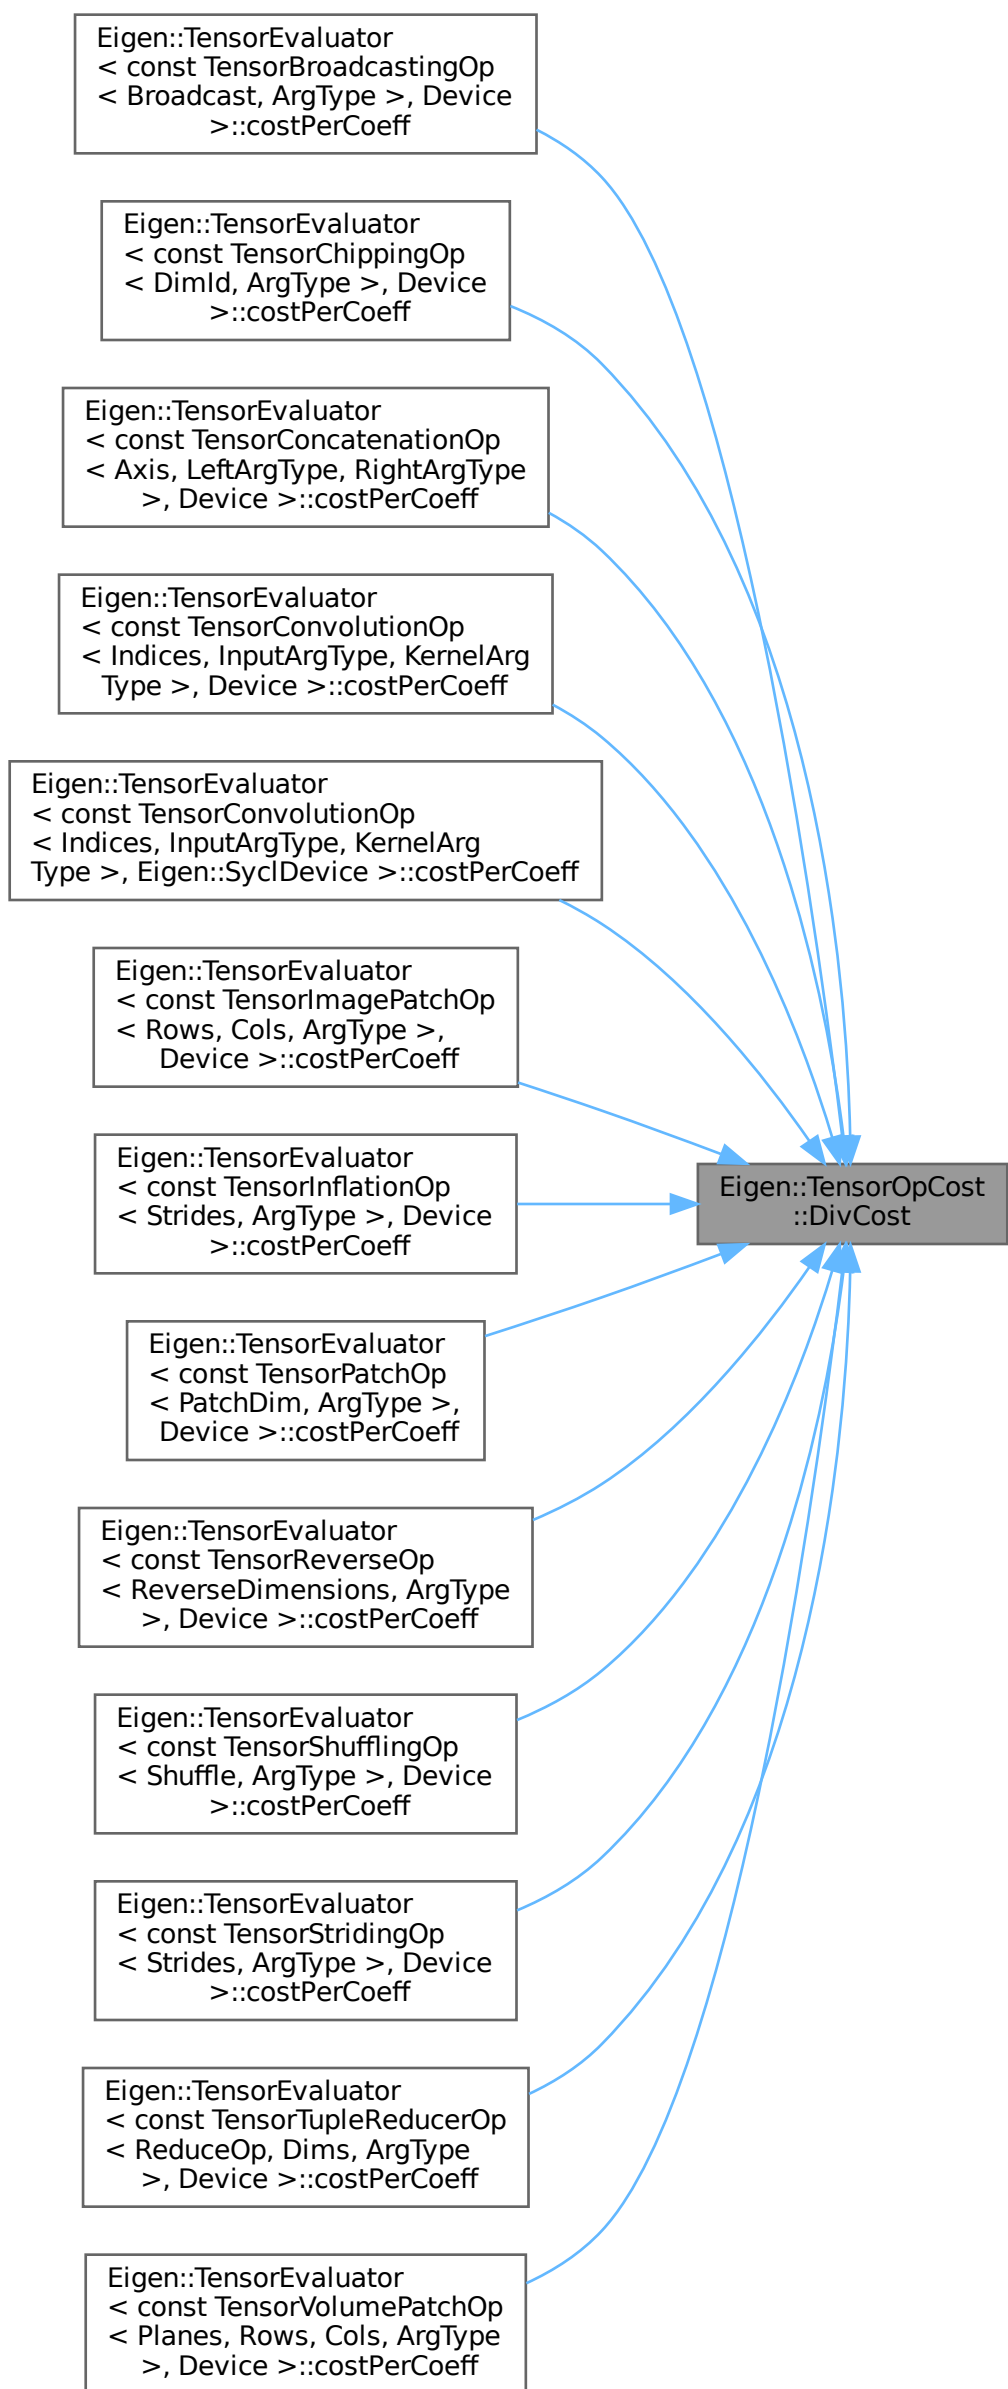 Eigen::TensorEvaluator
< const TensorBroadcastingOp
< Broadcast, ArgType >, Device
>::costPerCoeff
Eigen::TensorEvaluator
< const TensorChippingOp
< DimId, ArgType >, Device
>::costPerCoeff
Eigen::TensorEvaluator
< const TensorConcatenationOp
< Axis, LeftArgType, RightArgType
>, Device >::costPerCoeff
Eigen::TensorEvaluator
< const TensorConvolutionOp
< Indices, InputArgType, KernelArg
Type >, Device >::costPerCoeff
Eigen::TensorEvaluator
< const TensorConvolutionOp
< Indices, InputArgType, KernelArg
Type >, Eigen::SyclDevice >::costPerCoeff
Eigen::TensorEvaluator
< const TensorImagePatchOp
< Rows, Cols, ArgType >,
Device >::costPerCoeff
Eigen::TensorEvaluator
< const TensorInflationOp
< Strides, ArgType >, Device
>::costPerCoeff
Eigen::TensorOpCost
::DivCost
Eigen::TensorEvaluator
< const TensorPatchOp
< PatchDim, ArgType >,
Device >::costPerCoeff
Eigen::TensorEvaluator
< const TensorReverseOp
< ReverseDimensions, ArgType
>, Device >::costPerCoeff
Eigen::TensorEvaluator
< const TensorShufflingOp
< Shuffle, ArgType >, Device
>::costPerCoeff
Eigen::TensorEvaluator
< const TensorStridingOp
< Strides, ArgType >, Device
>::costPerCoeff
Eigen::TensorEvaluator
< const TensorTupleReducerOp
< ReduceOp, Dims, ArgType
>, Device >::costPerCoeff
Eigen::TensorEvaluator
< const TensorVolumePatchOp
< Planes, Rows, Cols, ArgType
>, Device >::costPerCoeff